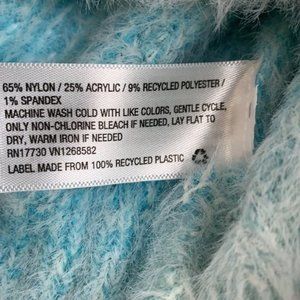 65% NYLON / 25% ACRYLIC / 9% RECYCLED POLYESTER /
1% SPANDEX
MACHINE WASH COLD WITH LIKE COLORS, GENTLE CYCLE,
ONLY NON-CHLORINE BLEACH IF NEEDED, LAY FLAT TO
DRY, WARM IRON IF NEEDED
RN17730 VN1268582
LABEL MADE FROM 100% RECYCLED PLASTIC